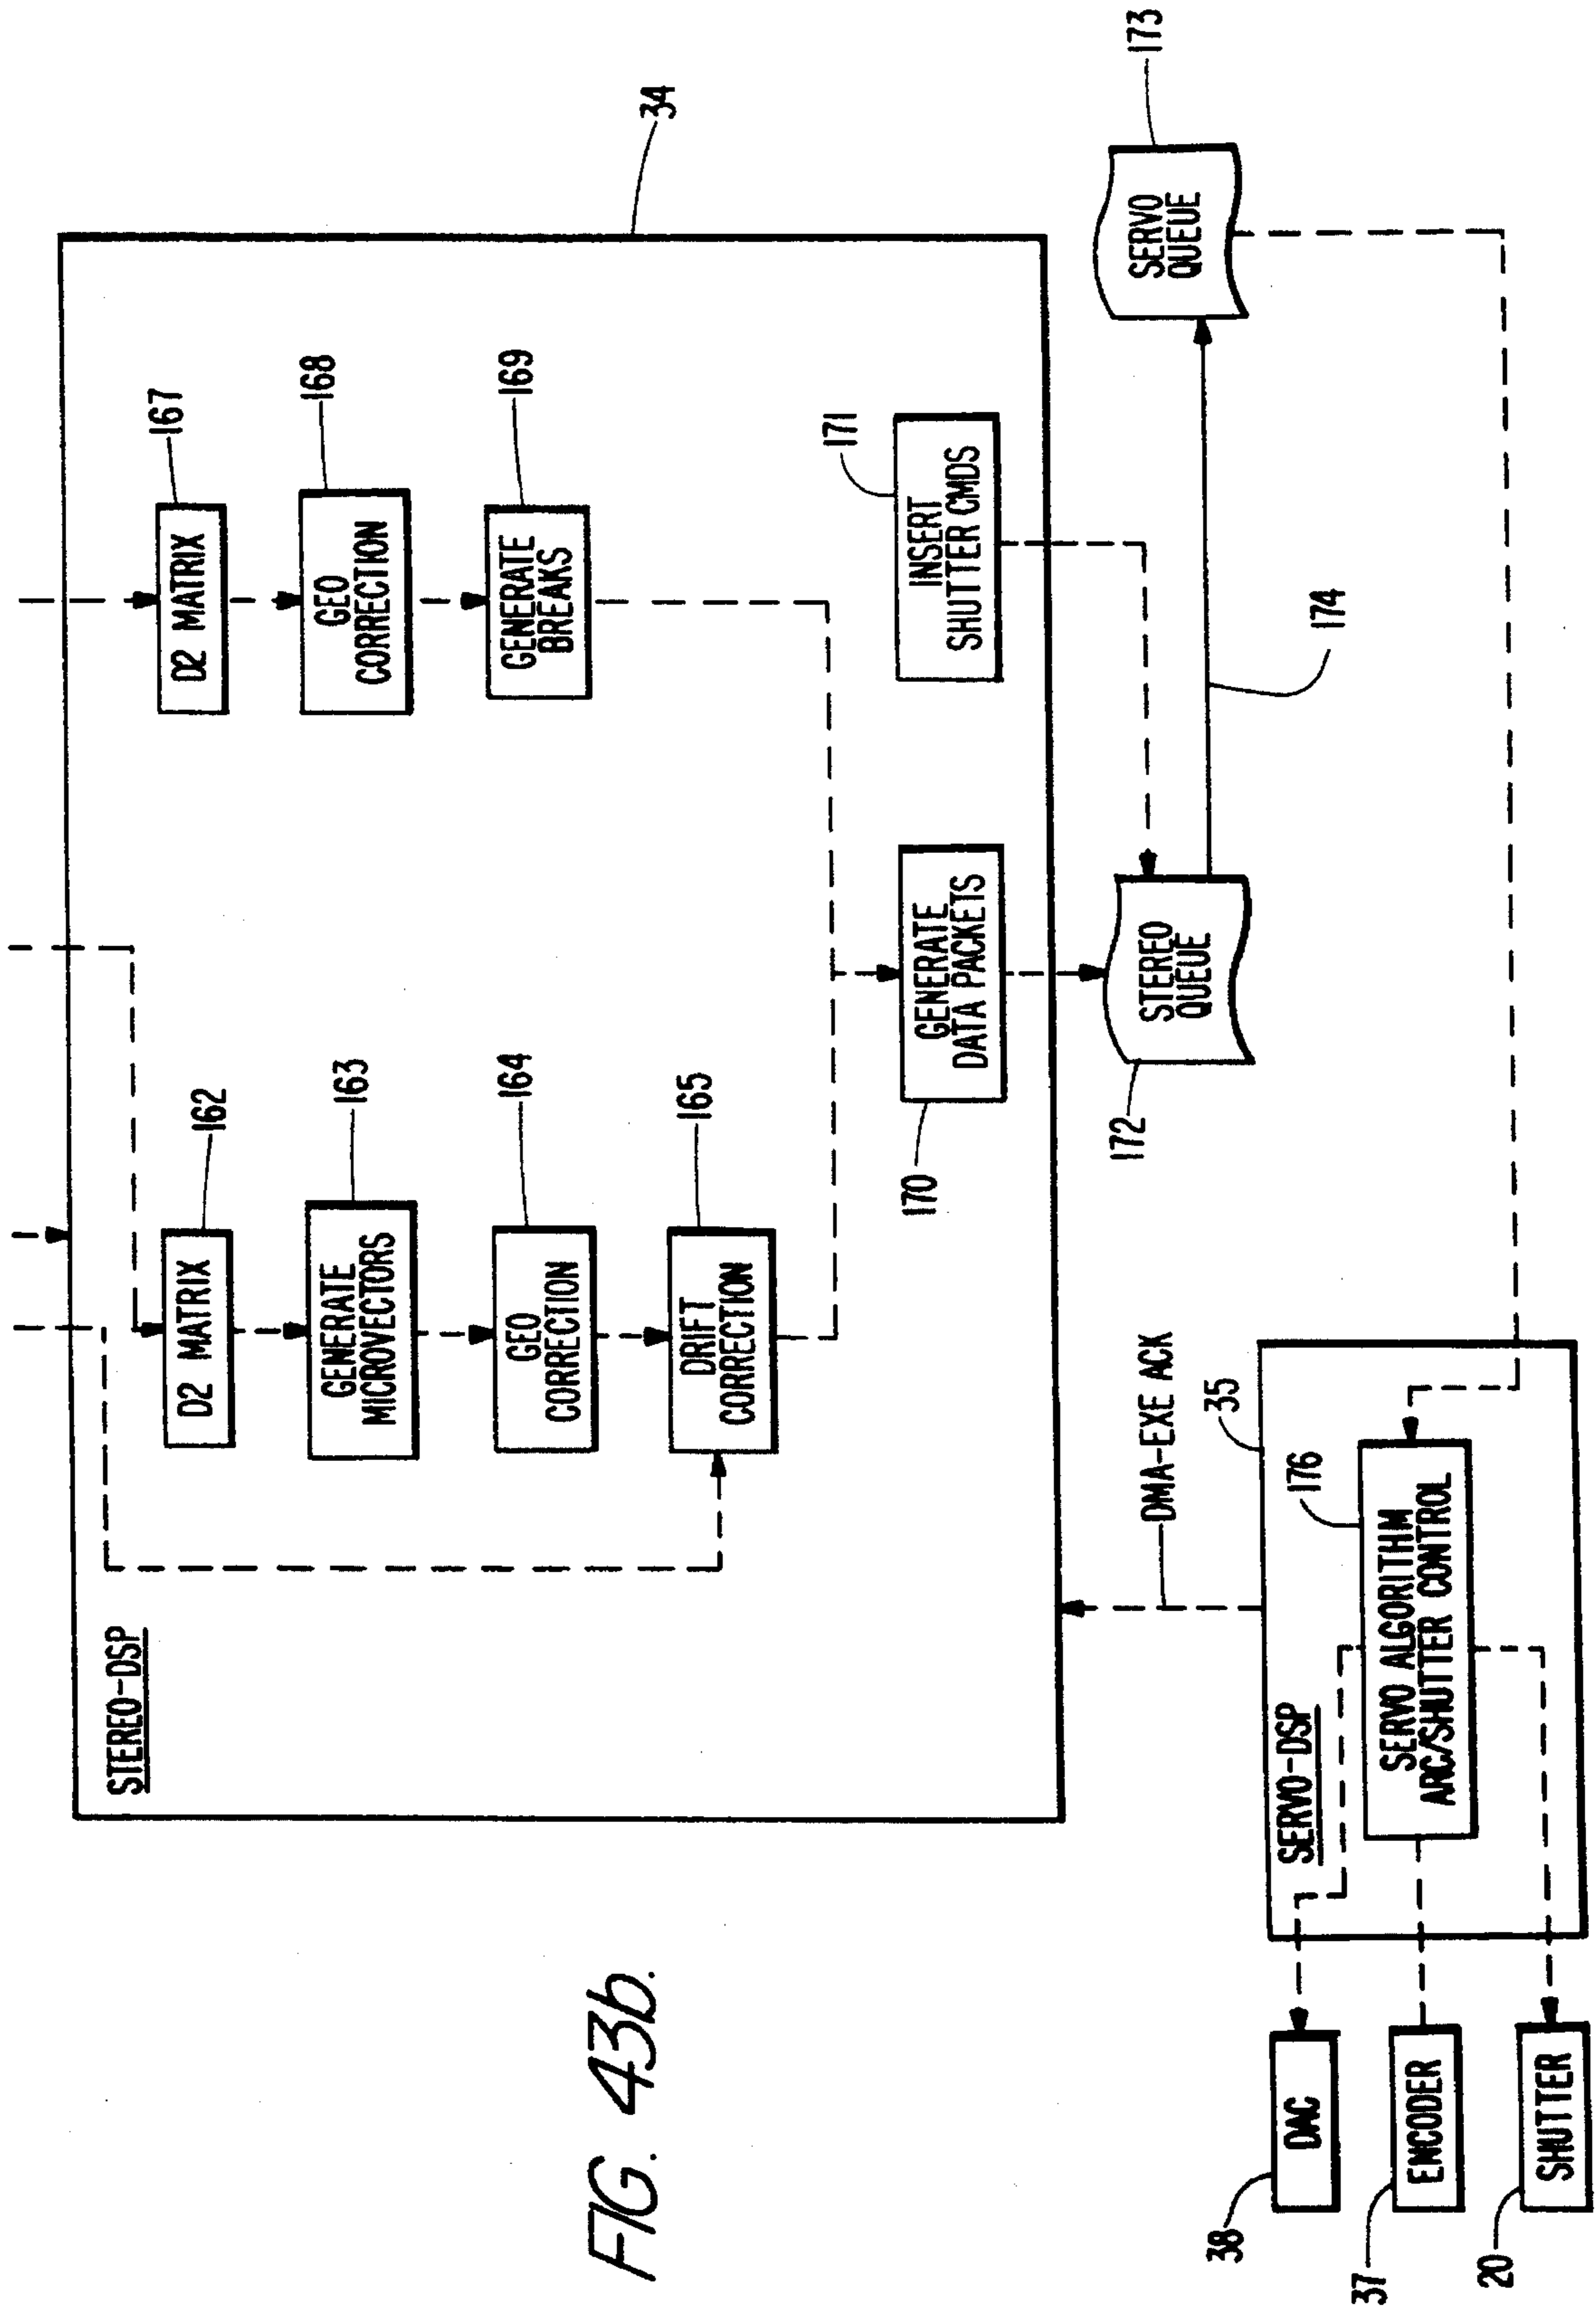 STEREO-DSP
34
D2 MATRIX
162
GENERATE
MICROVECTORS
163
GEO
CORRECTION
164
DRIFT
CORRECTION
165
D2 MATRIX
167
GEO
CORRECTION
168
GENERATE
BREAKS
169
GENERATE
DATA PACKETS
170
INSERT
SHUTTER CMDS
171
STEREO
QUEUE
172
SERVO
QUEUE
173
174
DMA-EXE ACK
SERVO-DSP
35
SERVO ALGORITHM
ARC/SHUTTER CONTROL
176
DAC
38
ENCODER
37
SHUTTER
20
FIG. 43b.